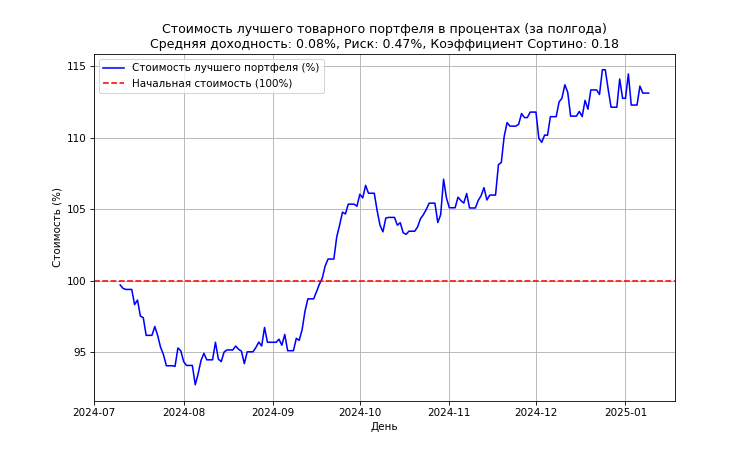 Стоимость лучшего товарного портфеля в процентах (за полгода)
Средняя доходность: 0.08%, Риск: 0.47%, Коэффициент Сортино: 0.18
Стоимость лучшего портфеля (%)
Начальная стоимость (100%)
Стоимость (%)
115
110
105
100
95
2024-07
2024-08
2024-09
2024-10
2024-11
2024-12
2025-01
День